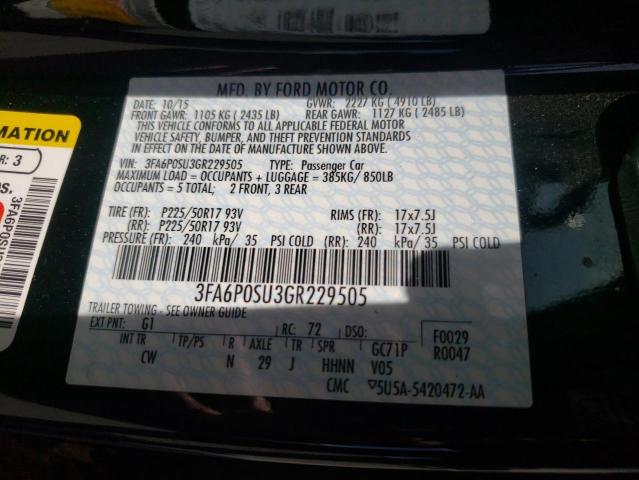 MFD. BY FORD MOTOR CO.
DATE: 10/15 GVWR: 2227 KG ( 4910 LB)
FRONT GAWR: 1105 KG ( 2435 LB) REAR GAWR: 1127 KG ( 2485 LB)
THIS VEHICLE CONFORMS TO ALL APPLICABLE FEDERAL MOTOR
VEHICLE SAFETY, BUMPER, AND THEFT PREVENTION STANDARDS
IN EFFECT ON THE DATE OF MANUFACTURE SHOWN ABOVE.
VIN: 3FA6P0SU3GR229505 TYPE: Passenger Car
MAXIMUM LOAD = OCCUPANTS + LUGGAGE = 385KG/ 850LB
OCCUPANTS = 5 TOTAL; 2 FRONT, 3 REAR
TIRE (FR): P225/50R17 93V RIMS (FR): 17x7.5J
(RR): P225/50R17 93V (RR): 17x7.5J
PRESSURE (FR): 240 kPa/ 35 PSI COLD (RR): 240 kPa/ 35 PSI COLD
3FA6P0SU3GR229505
TRAILER TOWING - SEE OWNER GUIDE
EXT PNT: G1 RC: 72 DSO: F0029
INT TR TP/PS R AXLE TR SPR GC71P R0047
CW N 29 J HHNN V05
CMC ▽5U5A-5420472-AA
MATION
R: 3